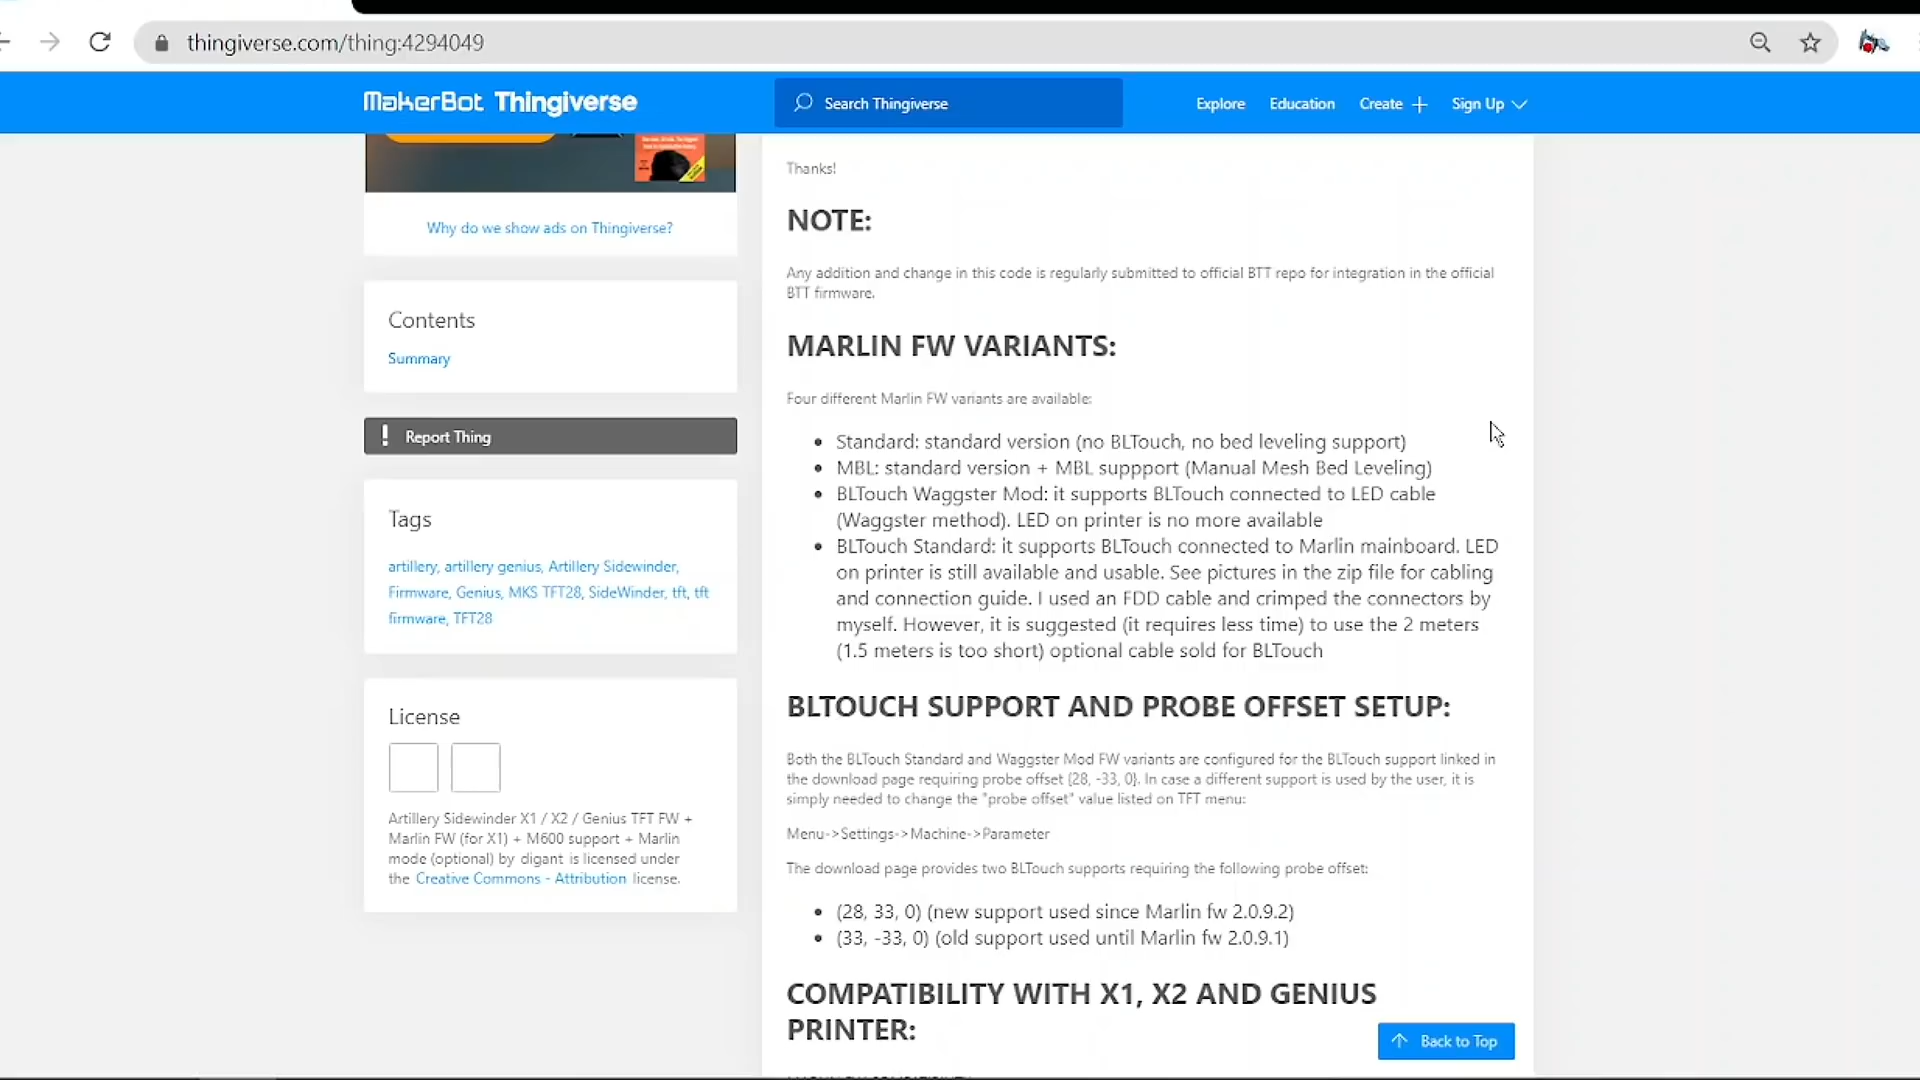 thingiverse.com/thing:4294049
MakerBot Thingiverse
Search Thingiverse
Explore
Education
Create
Sign Up
Why do we show ads on Thingiverse?
Contents
Summary
Report Thing
Tags
artillery, artillery genius, Artillery Sidewinder,
Firmware, Genius, MKS TFT28, SideWinder, tft, tft
firmware, TFT28
License
Artillery Sidewinder X1 / X2 / Genius TFT FW +
Marlin FW (for X1) + M600 support + Marlin
mode (optional) by digant is licensed under
the Creative Commons - Attribution license.
Thanks!
NOTE:
Any addition and change in this code is regularly submitted to official BTT repo for integration in the official
BTT firmware.
MARLIN FW VARIANTS:
Four different Marlin FW variants are available:
• Standard: standard version (no BLTouch, no bed leveling support)
• MBL: standard version + MBL suppport (Manual Mesh Bed Leveling)
• BLTouch Waggster Mod: it supports BLTouch connected to LED cable
(Waggster method). LED on printer is no more available
• BLTouch Standard: it supports BLTouch connected to Marlin mainboard. LED
on printer is still available and usable. See pictures in the zip file for cabling
and connection guide. I used an FDD cable and crimped the connectors by
myself. However, it is suggested (it requires less time) to use the 2 meters
(1.5 meters is too short) optional cable sold for BLTouch
BLTOUCH SUPPORT AND PROBE OFFSET SETUP:
Both the BLTouch Standard and Waggster Mod FW variants are configured for the BLTouch support linked in
the download page requiring probe offset {28, -33, 0}. In case a different support is used by the user, it is
simply needed to change the "probe offset" value listed on TFT menu:
Menu->Settings->Machine->Parameter
The download page provides two BLTouch supports requiring the following probe offset:
• (28, 33, 0) (new support used since Marlin fw 2.0.9.2)
• (33, -33, 0) (old support used until Marlin fw 2.0.9.1)
COMPATIBILITY WITH X1, X2 AND GENIUS
PRINTER:
Back to Top